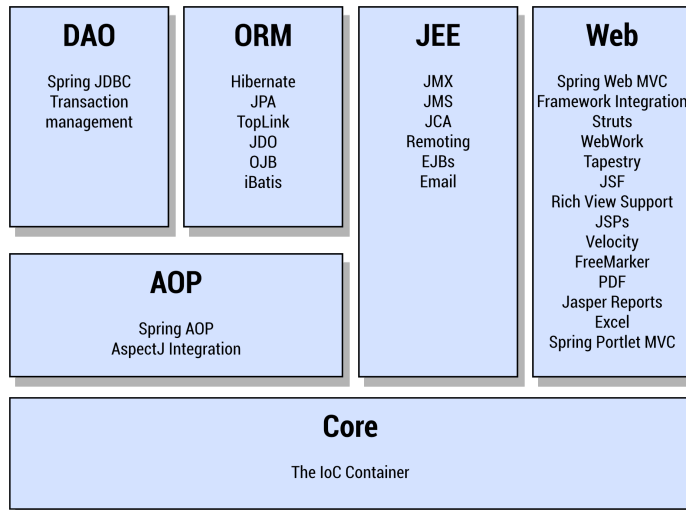 DAO
Spring JDBC
Transaction
management
ORM
Hibernate
JPA
TopLink
JDO
OJB
iBatis
JEE
JMX
JMS
JCA
Remoting
EJBs
Email
Web
Spring Web MVC
Framework Integration
Struts
WebWork
Tapestry
JSF
Rich View Support
JSPs
Velocity
FreeMarker
PDF
Jasper Reports
Excel
Spring Portlet MVC
AOP
Spring AOP
AspectJ Integration
Core
The IoC Container